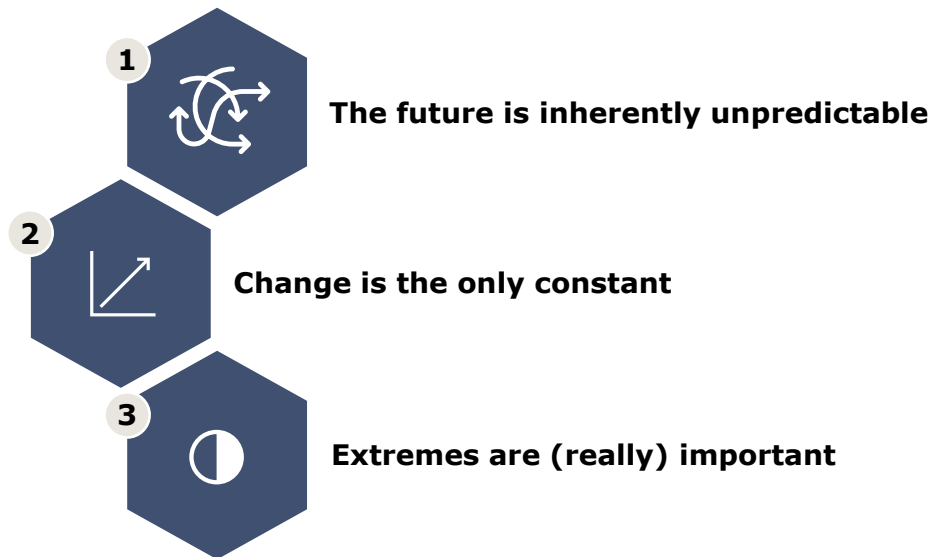 1
The future is inherently unpredictable
2
Change is the only constant
3
Extremes are (really) important